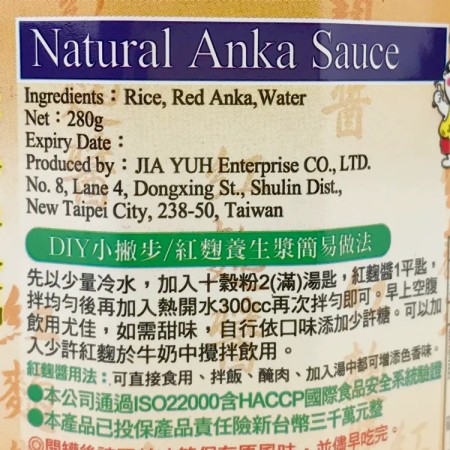 Natural Anka Sauce
Ingredients : Rice, Red Anka,Water
Net : 280g
Expiry Date :
Produced by : JIA YUH Enterprise CO., LTD.
No. 8, Lane 4, Dongxing St., Shulin Dist.,
New Taipei City, 238-50, Taiwan
DIY小撇步/紅麴養生漿簡易做法
先以少量冷水，加入十穀粉2(滿)湯匙，紅麴醬1平匙，
拌均勻後再加入熱開水300cc再次拌勻即可。早上空腹
飲用尤佳，如需甜味，自行依口味添加少許糖。可以加
入少許紅麴於牛奶中攪拌飲用。
紅麴醬用法：可直接食用、拌飯、醃肉、加入湯中都可增添色香味。
●本公司通過ISO22000含HACCP國際食品安全系統驗證
●本產品已投保產品責任險新台幣三千萬元整